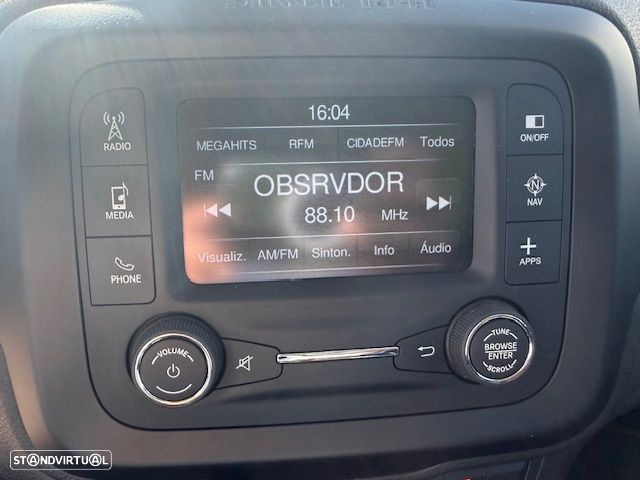 16:04
MEGAHITS RFM CIDADEFM Todos
FM
OBSRVDOR
88.10 MHz
Visualiz. AM/FM Sinton. Info Áudio
RADIO
MEDIA
PHONE
ON/OFF
NAV
APPS
VOLUME
TUNE
BROWSE
ENTER
SCROLL
STANDVIRTUAL